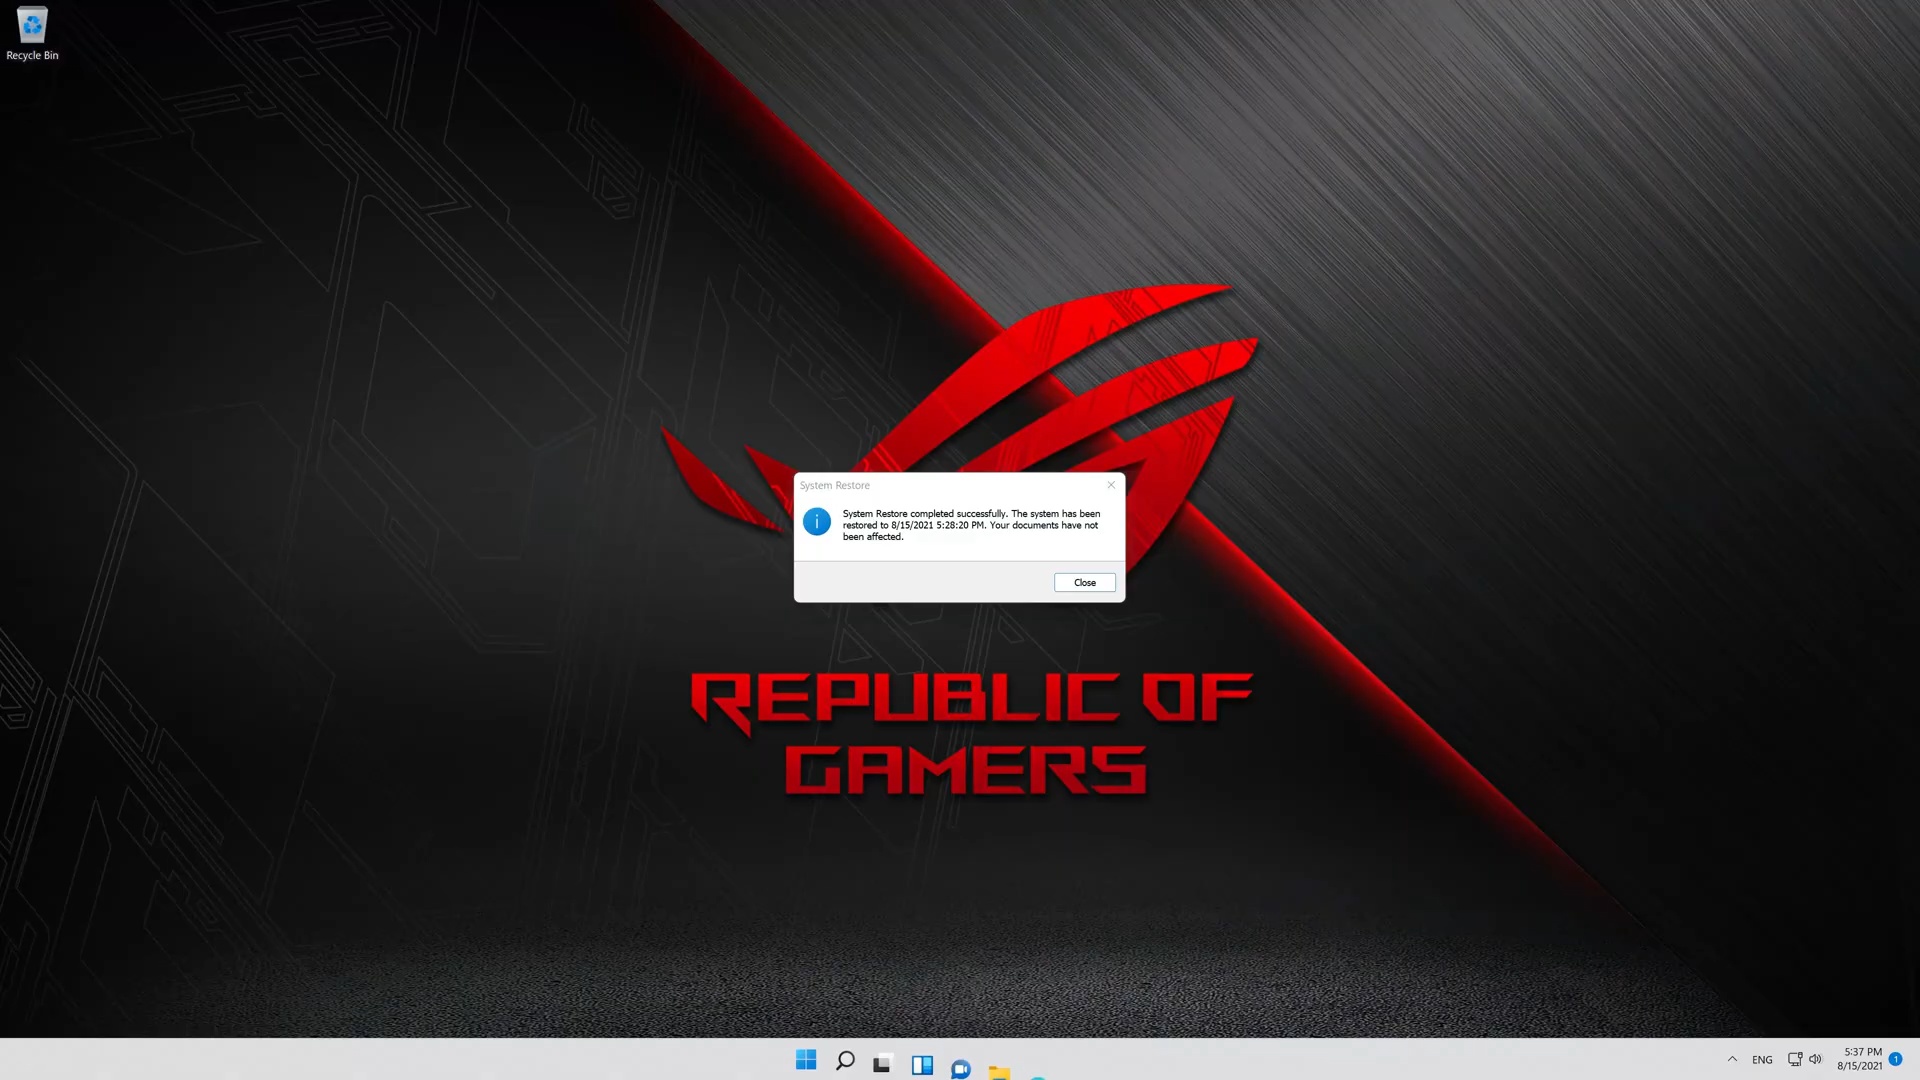 Recycle Bin
System Restore
System Restore completed successfully. The system has been
restored to 8/15/2021 5:28:20 PM. Your documents have not
been affected.
Close
REPUBLIC OF
GAMERS
ENG
5:37 PM
8/15/2021
1